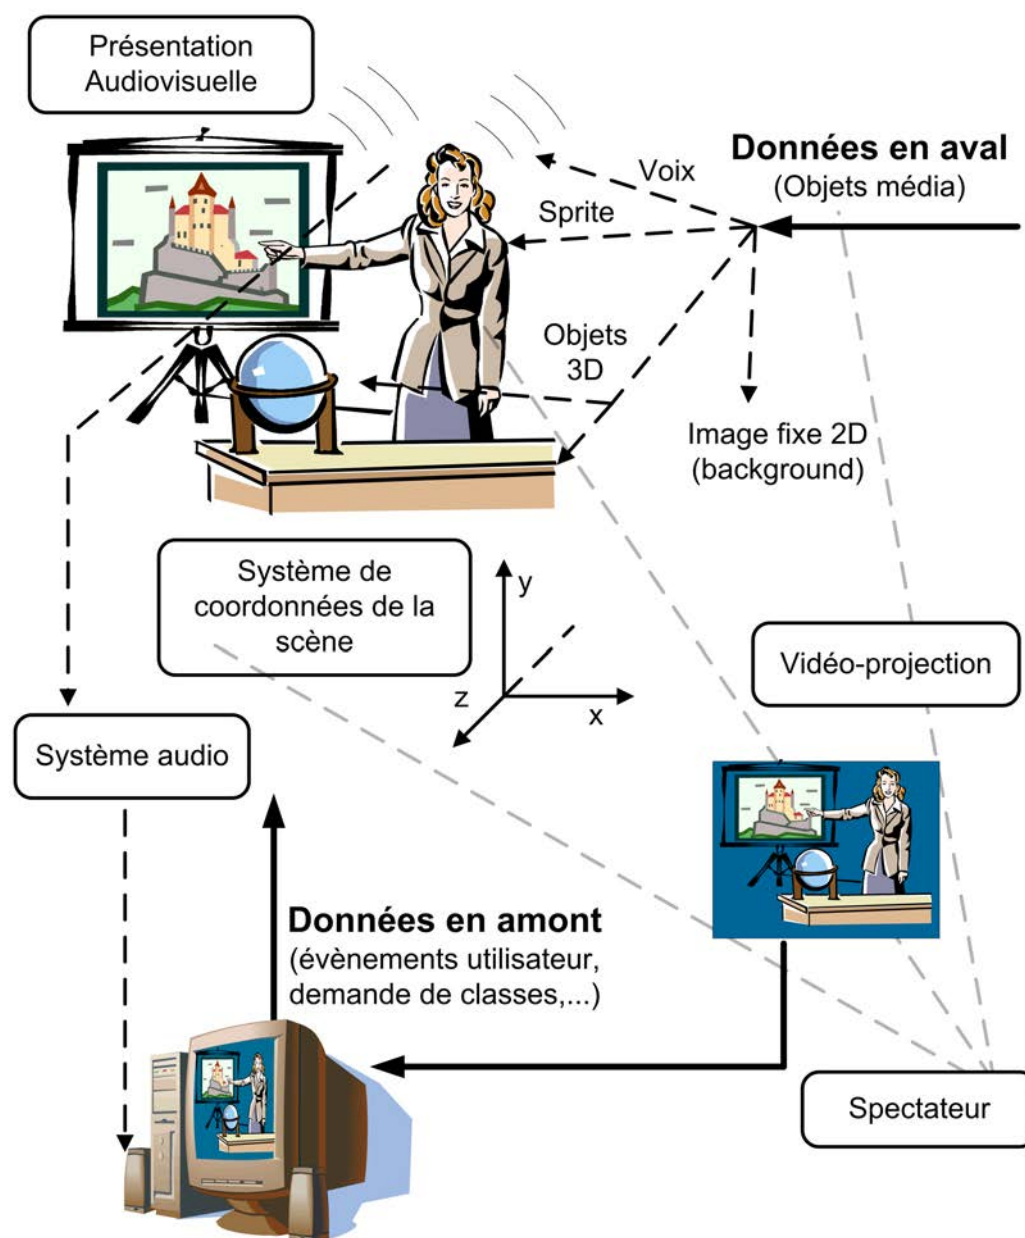 Présentation
Audiovisuelle
Données en aval
(Objets média)
Voix
Sprite
Objets
3D
Image fixe 2D
(background)
Système de
coordonnées de la
scène
y
z
x
Vidéo-projection
Système audio
Données en amont
(évènements utilisateur,
demande de classes,...)
Spectateur